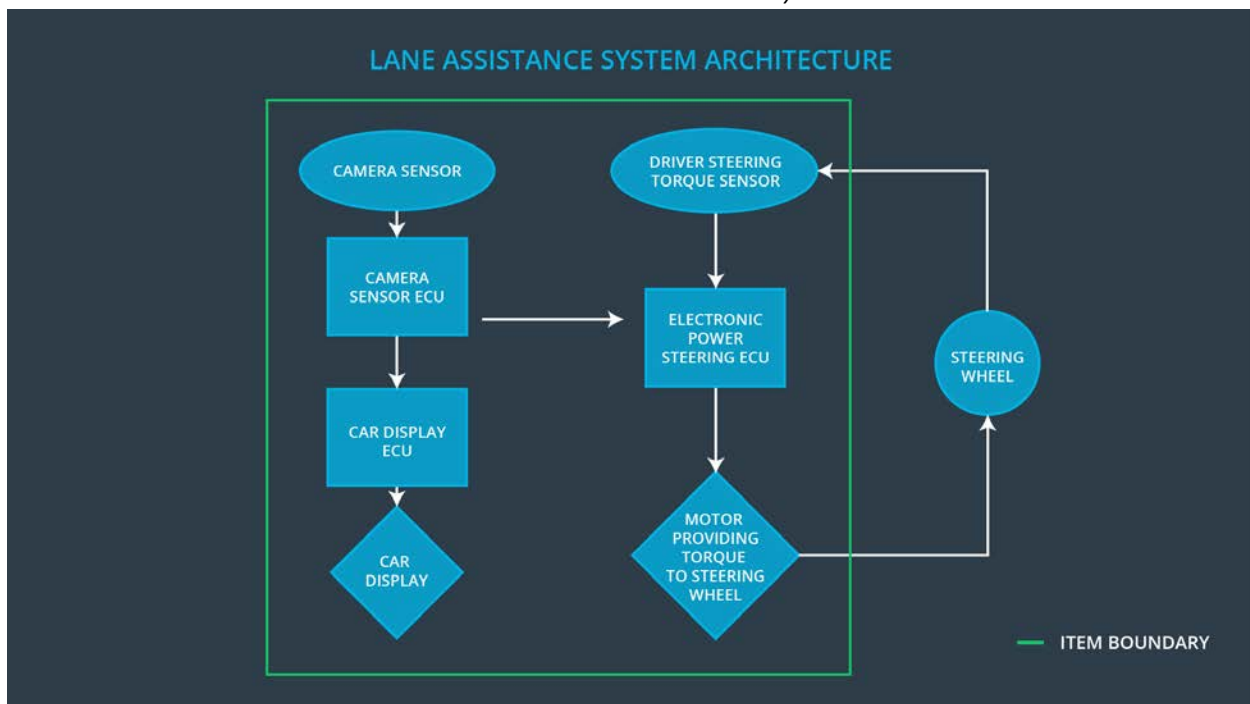 LANE ASSISTANCE SYSTEM ARCHITECTURE
CAMERA SENSOR
CAMERA
SENSOR ECU
CAR DISPLAY
ECU
CAR
DISPLAY
DRIVER STEERING
TORQUE SENSOR
ELECTRONIC
POWER
STEERING ECU
MOTOR
PROVIDING
TORQUE
TO STEERING
WHEEL
STEERING
WHEEL
ITEM BOUNDARY